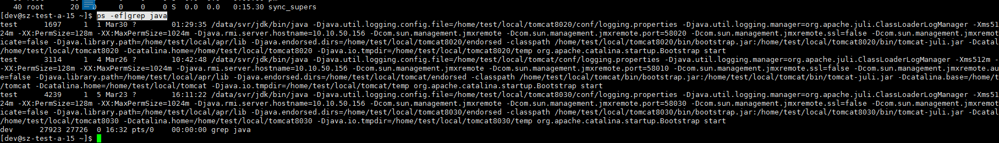 40 root 20 0 0 0 0 S 0.0 0.0 0:15.30 sync_supers
[dev@sz-test-a-15 ~]$ ps -ef|grep java
test 1697 1 1 Mar30 ? 01:29:35 /data/svr/jdk/bin/java -Djava.util.logging.config.file=/home/test/local/tomcat8020/conf/logging.properties -Djava.util.logging.manager=org.apache.juli.ClassLoaderLogManager -Xms51
24m -XX:PermSize=128m -XX:MaxPermSize=1024m -Djava.rmi.server.hostname=10.10.50.156 -Dcom.sun.management.jmxremote -Dcom.sun.management.jmxremote.port=58020 -Dcom.sun.management.jmxremote.ssl=false -Dcom.sun.management.jmxremot
icate=false -Djava.library.path=/home/test/local/apr/lib -Djava.endorsed.dirs=/home/test/local/tomcat8020/endorsed -classpath /home/test/local/tomcat8020/bin/bootstrap.jar:/home/test/local/tomcat8020/bin/tomcat-juli.jar -Dcatal
/home/test/local/tomcat8020 -Dcatalina.home=/home/test/local/tomcat8020 -Djava.io.tmpdir=/home/test/local/tomcat8020/temp org.apache.catalina.startup.Bootstrap start
test 3114 1 4 Mar26 ? 10:42:48 /data/svr/jdk/bin/java -Djava.util.logging.config.file=/home/test/local/tomcat/conf/logging.properties -Djava.util.logging.manager=org.apache.juli.ClassLoaderLogManager -Xms512m -
-XX:PermSize=128m -XX:MaxPermSize=1024m -Djava.rmi.server.hostname=10.10.50.156 -Dcom.sun.management.jmxremote -Dcom.sun.management.jmxremote.port=58010 -Dcom.sun.management.jmxremote.ssl=false -Dcom.sun.management.jmxremote.au
e=false -Djava.library.path=/home/test/local/apr/lib -Djava.endorsed.dirs=/home/test/local/tomcat/endorsed -classpath /home/test/local/tomcat/bin/bootstrap.jar:/home/test/local/tomcat/bin/tomcat-juli.jar -Dcatalina.base=/home/t
/tomcat -Dcatalina.home=/home/test/local/tomcat -Djava.io.tmpdir=/home/test/local/tomcat/temp org.apache.catalina.startup.Bootstrap start
test 4239 1 5 Mar23 ? 16:11:22 /data/svr/jdk/bin/java -Djava.util.logging.config.file=/home/test/local/tomcat8030/conf/logging.properties -Djava.util.logging.manager=org.apache.juli.ClassLoaderLogManager -Xms51
24m -XX:PermSize=128m -XX:MaxPermSize=1024m -Djava.rmi.server.hostname=10.10.50.156 -Dcom.sun.management.jmxremote -Dcom.sun.management.jmxremote.port=58030 -Dcom.sun.management.jmxremote.ssl=false -Dcom.sun.management.jmxremot
icate=false -Djava.library.path=/home/test/local/apr/lib -Djava.endorsed.dirs=/home/test/local/tomcat8030/endorsed -classpath /home/test/local/tomcat8030/bin/bootstrap.jar:/home/test/local/tomcat8030/bin/tomcat-juli.jar -Dcatal
/home/test/local/tomcat8030 -Dcatalina.home=/home/test/local/tomcat8030 -Djava.io.tmpdir=/home/test/local/tomcat8030/temp org.apache.catalina.startup.Bootstrap start
dev 27923 27726 0 16:32 pts/0 00:00:00 grep java
[dev@sz-test-a-15 ~]$